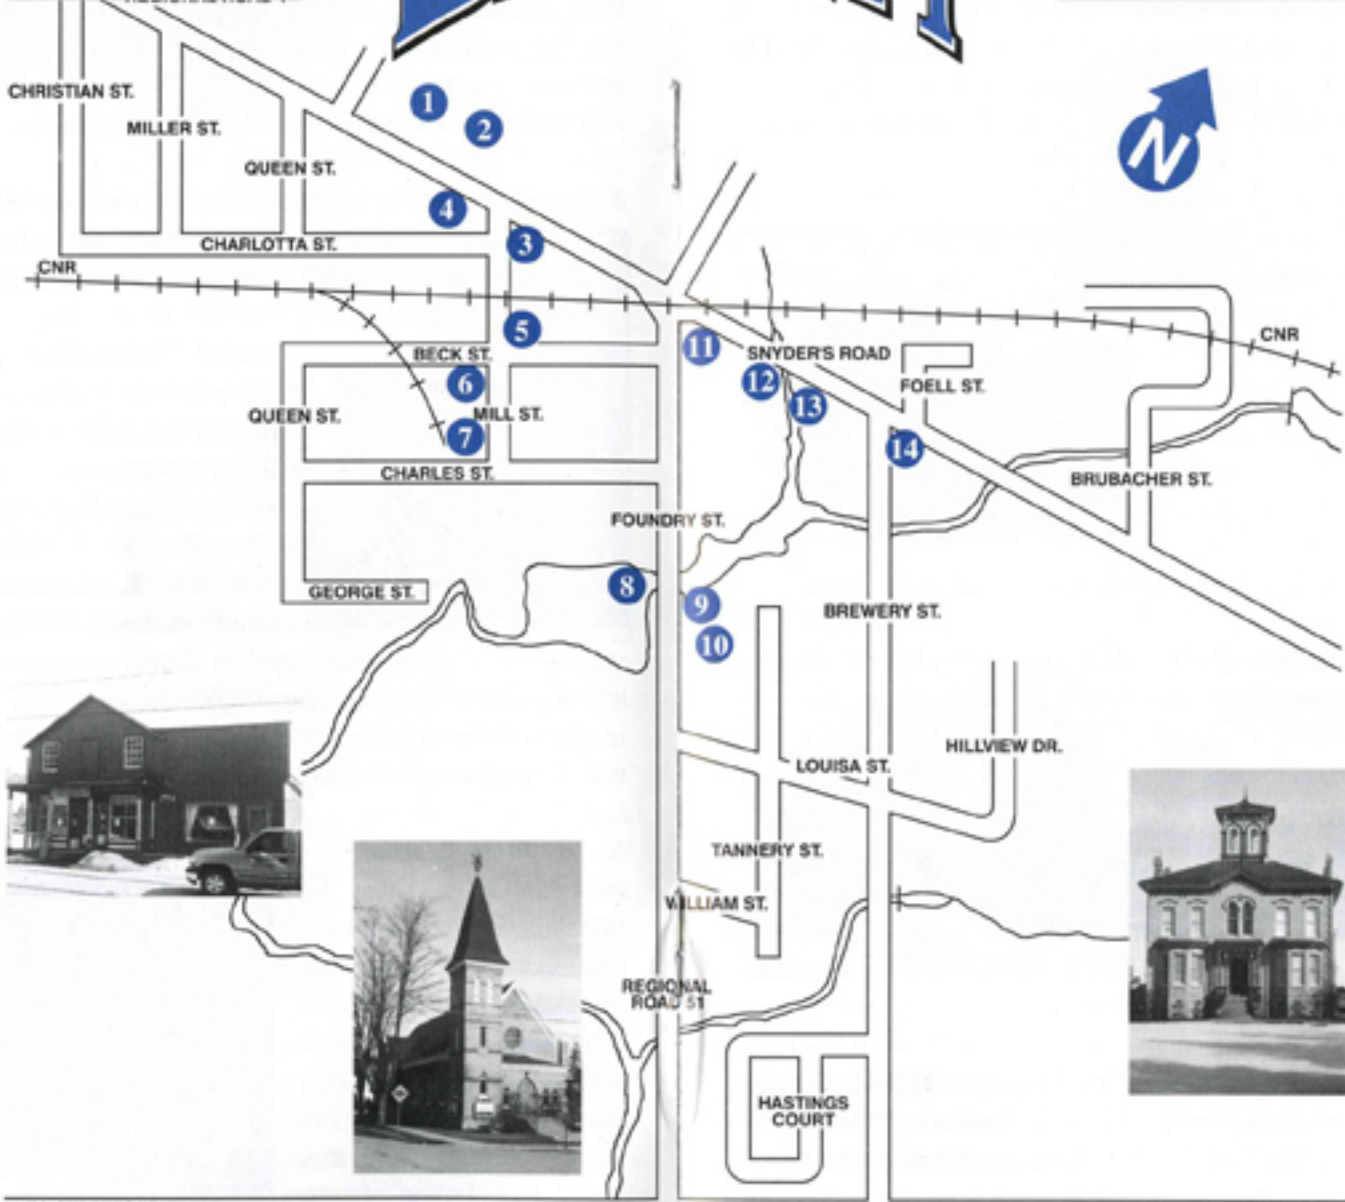 CHRISTIAN ST.
MILLER ST.
QUEEN ST.
CHARLOTTA ST.
CNR
1
2
4
3
N
5
BECK ST.
6
QUEEN ST.
MILL ST.
7
CHARLES ST.
11
SNYDER'S ROAD
12
FOELL ST.
13
14
CNR
BRUBACHER ST.
FOUNDRY ST.
8
GEORGE ST.
9
10
BREWERY ST.
HILLVIEW DR.
LOUISA ST.
TANNERY ST.
WILLIAM ST.
REGIONAL
ROAD 51
HASTINGS
COURT